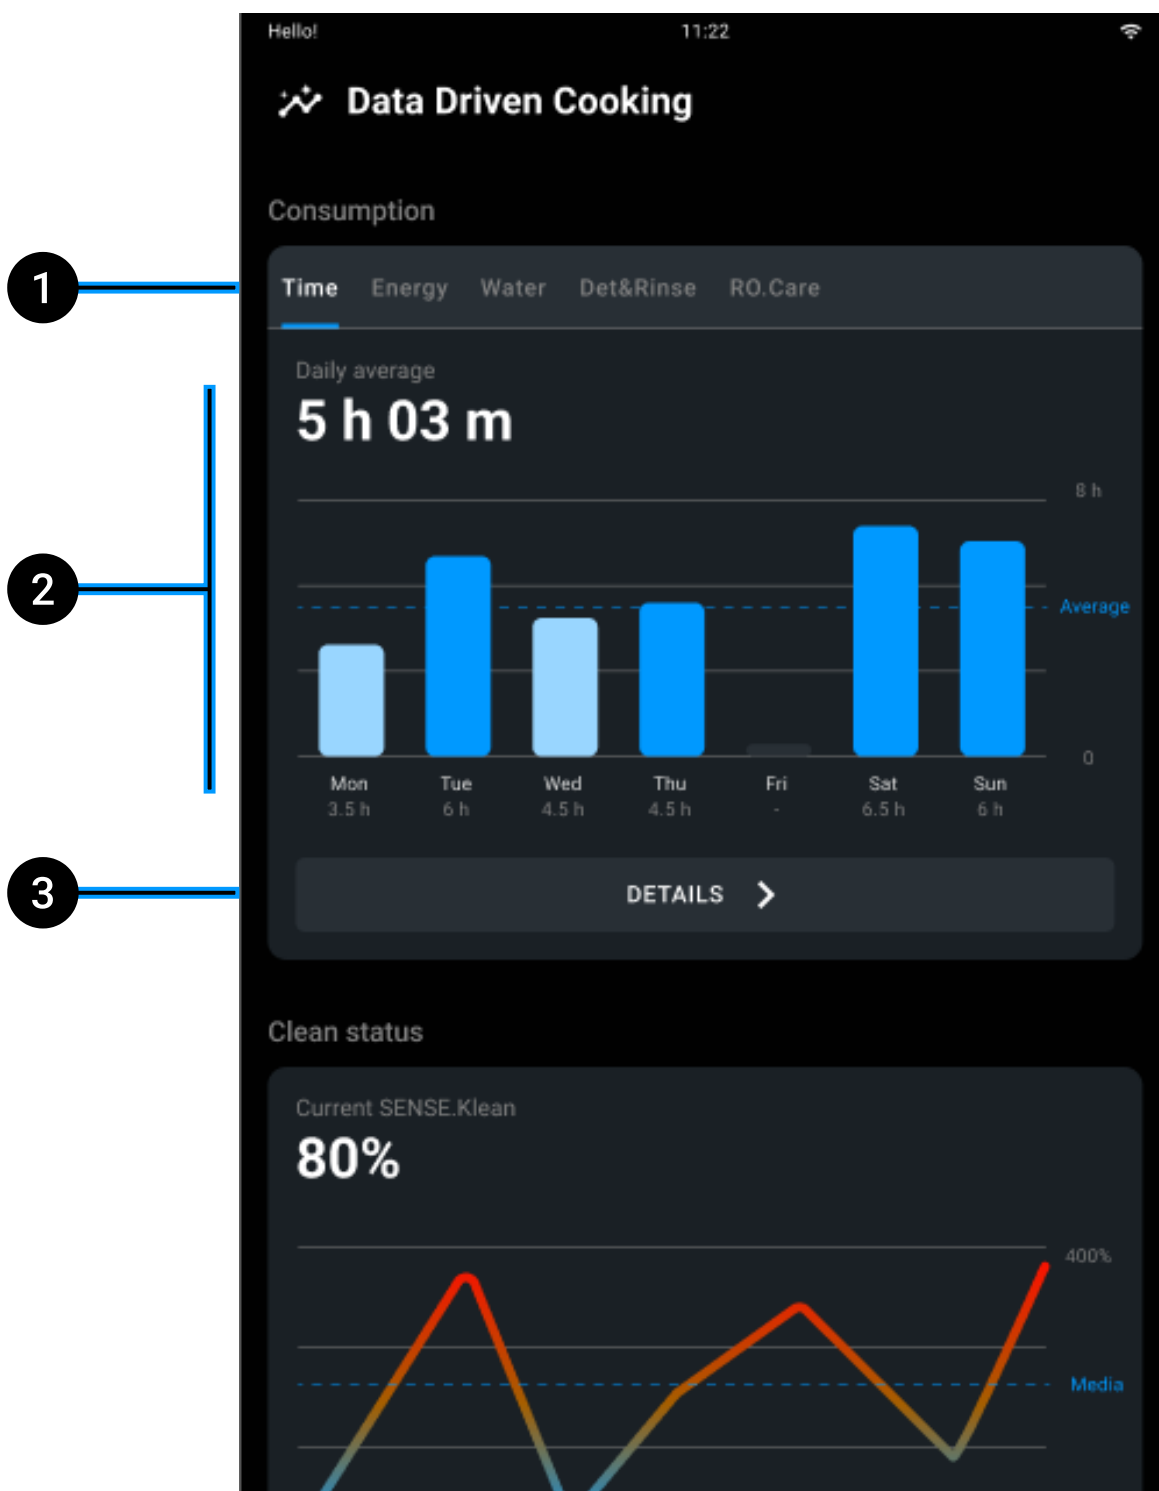 Hello! 11:22
Data Driven Cooking
Consumption
1
Time Energy Water Det&Rinse RO.Care
Daily average
5 h 03 m
8 h
2
Average
0
Mon Tue Wed Thu Fri Sat Sun
3.5 h 6 h 4.5 h 4.5 h - 6.5 h 6 h
3
DETAILS
Clean status
Current SENSE.Klean
80%
400%
Media